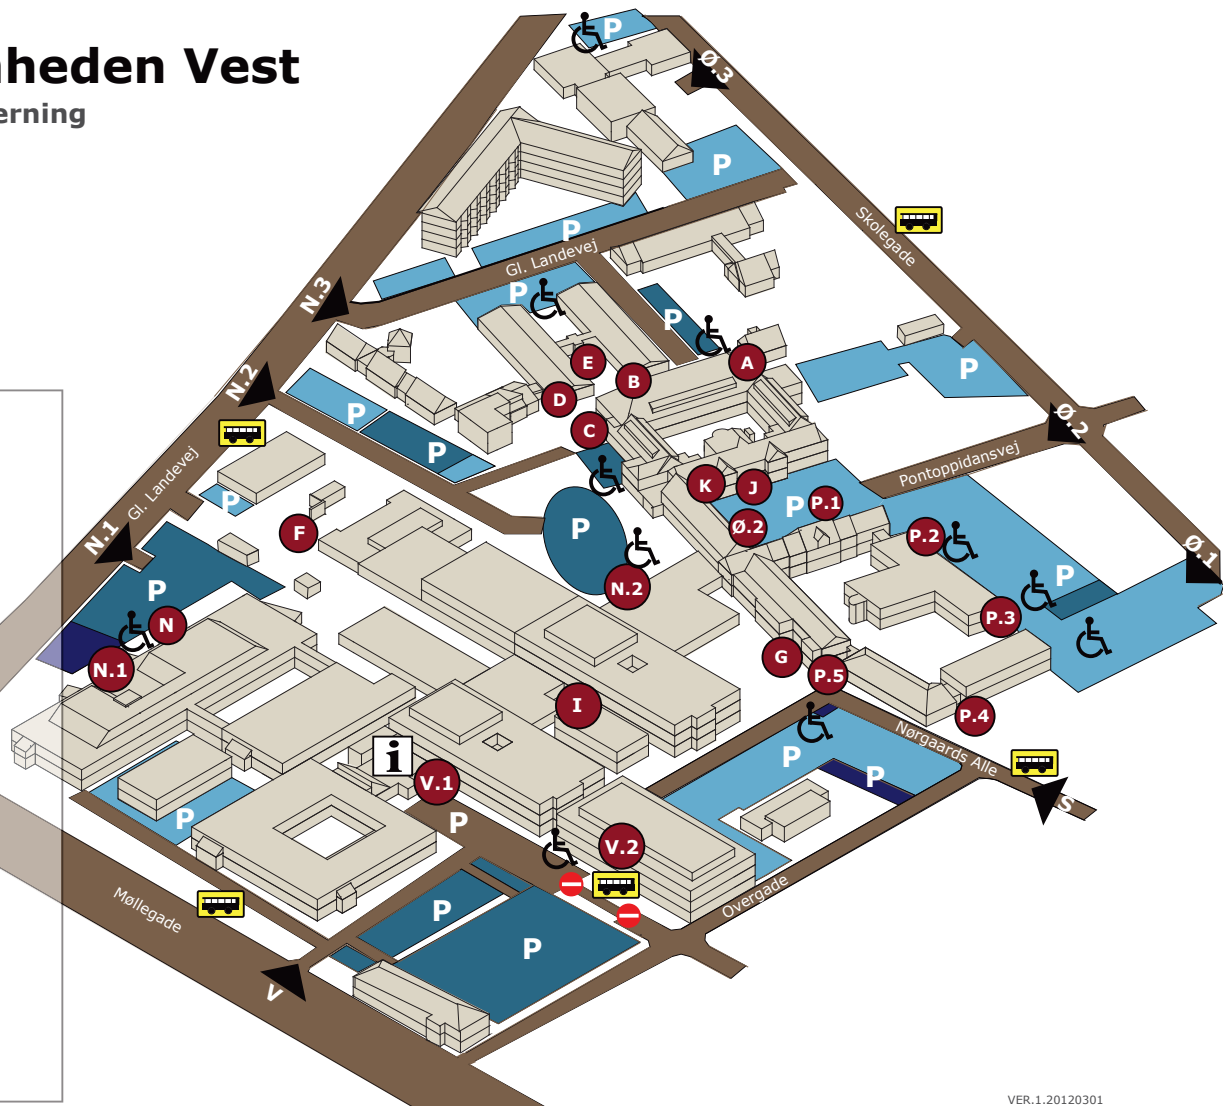 heden Vest
erning
P
Ø.3
P
Skolegade
P
Gl. Landevej
P
N.3
P
A
E
B
D
C
P
N.2
P
P
Ø.2
Pontoppidansvej
Gl. Landevej
P
N.1
F
K
J
P
P.1
Ø.2
P
N.2
P.2
P
Ø.1
P.3
P
N
N.1
G
P.5
P.4
I
Nørgaards Alle
P
P
S
i
V.1
P
P
V.2
Overgade
Møllegade
P
P
V
VER.1.20120301